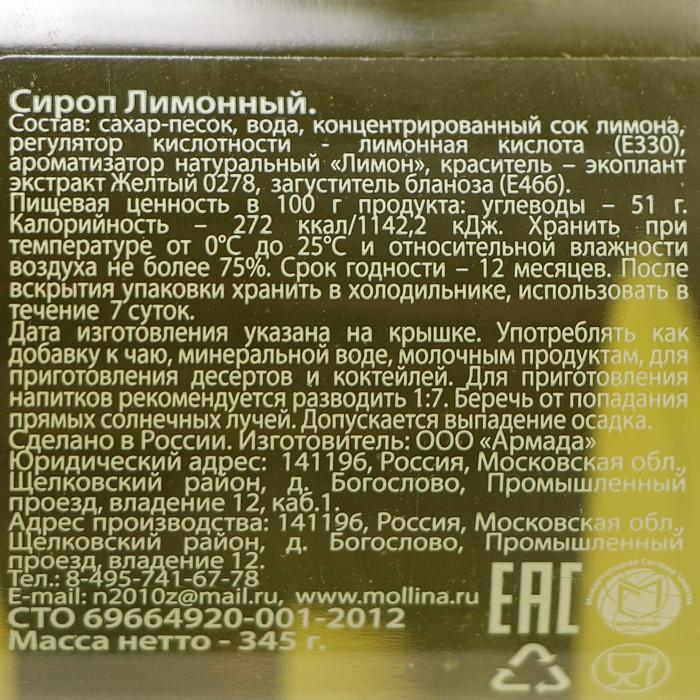 Сироп Лимонный.
Состав: сахар-песок, вода, концентрированный сок лимона,
регулятор кислотности - лимонная кислота (Е330),
ароматизатор натуральный «Лимон», краситель – экоплант
экстракт Желтый 0278, загуститель бланоза (Е466).
Пищевая ценность в 100 г продукта: углеводы – 51 г.
Калорийность – 272 ккал/1142,2 кДж. Хранить при
температуре от 0°С до 25°С и относительной влажности
воздуха не более 75%. Срок годности – 12 месяцев. После
вскрытия упаковки хранить в холодильнике, использовать в
течение 7 суток.
Дата изготовления указана на крышке. Употреблять как
добавку к чаю, минеральной воде, молочным продуктам, для
приготовления десертов и коктейлей. Для приготовления
напитков рекомендуется разводить 1:7. Беречь от попадания
прямых солнечных лучей. Допускается выпадение осадка.
Сделано в России. Изготовитель: ООО «Армада»
Юридический адрес: 141196, Россия, Московская обл.,
Щелковский район, д. Богослово, Промышленный
проезд, владение 12, каб.1.
Адрес производства: 141196, Россия, Московская обл.,
Щелковский район, д. Богослово, Промышленный
проезд, владение 12.
Тел.: 8-495-741-67-78
E-mail: n2010z@mail.ru, www.mollina.ru
СТО 69664920-001-2012
Масса нетто - 345 г.
EAC